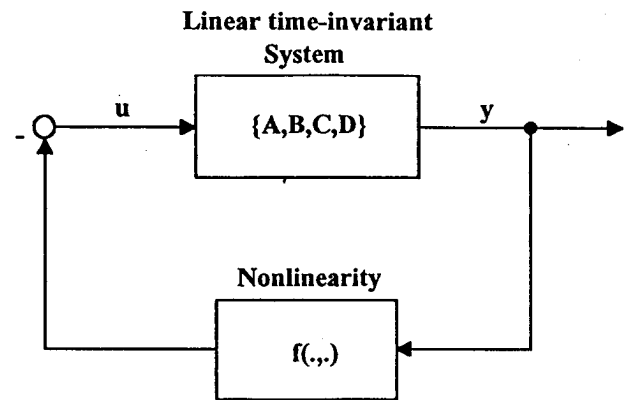 Linear time-invariant
System
u
{A,B,C,D}
y
-
Nonlinearity
f(.,.)